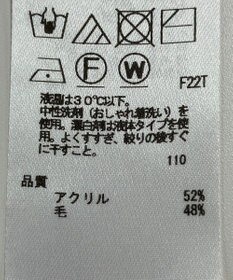 F
W
F22T
液温は30℃以下。
中性洗剤(おしゃれ着洗い)を
使用。漂白剤は液体タイプを使
用。よくすすぎ、絞りの後すぐ
に干すこと。
110
品質
アクリル 52%
毛 48%